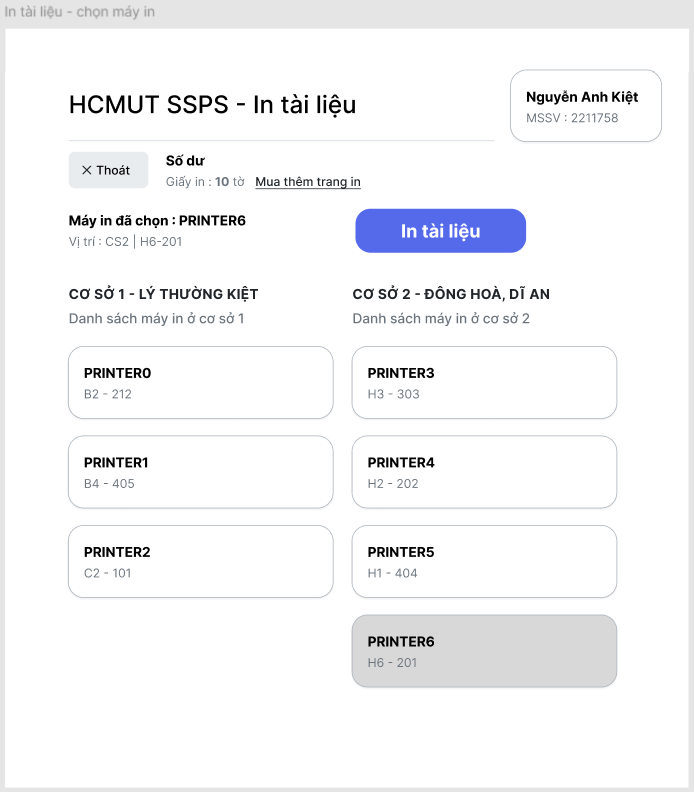 In tài liệu - chọn máy in
HCMUT SSPS - In tài liệu
Nguyễn Anh Kiệt
MSSV : 2211758
× Thoát
Số dư
Giấy in : 10 tờ Mua thêm trang in
Máy in đã chọn : PRINTER6
Vị trí : CS2 | H6-201
In tài liệu
CƠ SỞ 1 - LÝ THƯỜNG KIỆT
Danh sách máy in ở cơ sở 1
PRINTER0
B2 - 212
PRINTER1
B4 - 405
PRINTER2
C2 - 101
CƠ SỞ 2 - ĐÔNG HOÀ, DĨ AN
Danh sách máy in ở cơ sở 2
PRINTER3
H3 - 303
PRINTER4
H2 - 202
PRINTER5
H1 - 404
PRINTER6
H6 - 201